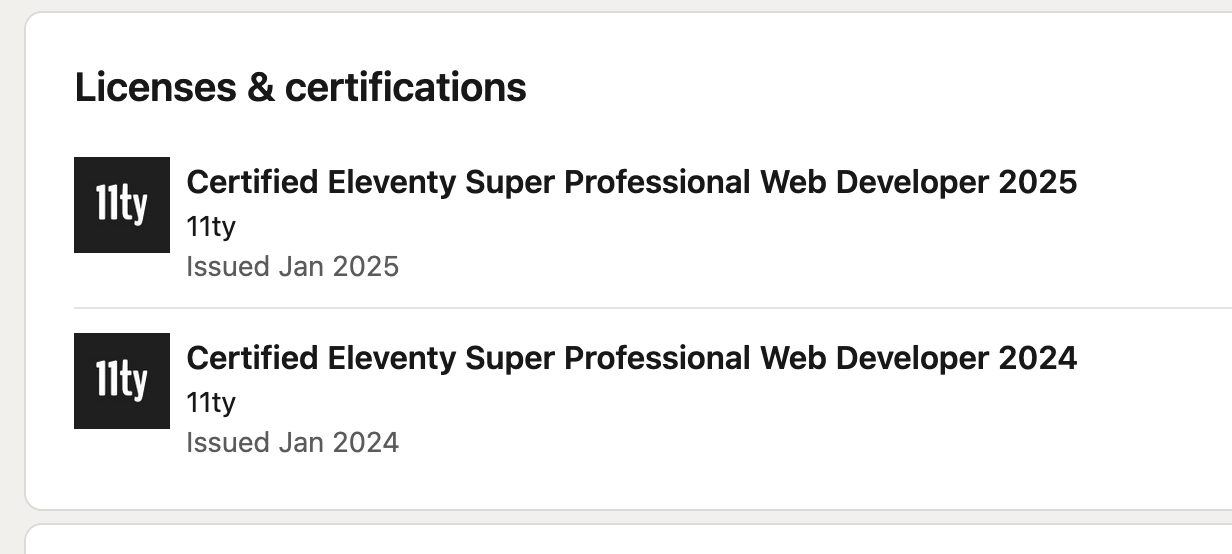 Licenses & certifications
11ty
Certified Eleventy Super Professional Web Developer 2025
11ty
Issued Jan 2025
11ty
Certified Eleventy Super Professional Web Developer 2024
11ty
Issued Jan 2024